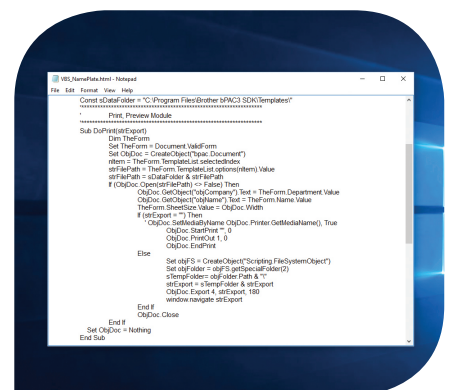 VBS_NamePlate.html - Notepad
File Edit Format View Help
Const sDataFolder = "C:\Program Files\Brother bPAC3 SDK\Templates\"
'*****************************************************************
' Print, Preview Module
'*****************************************************************
Sub DoPrint(strExport)
Dim TheForm
Set TheForm = Document.ValidForm
Set ObjDoc = CreateObject("bpac.Document")
nItem = TheForm.TemplateList.selectedIndex
strFilePath = TheForm.TemplateList.options(nItem).Value
strFilePath = sDataFolder & strFilePath
If (ObjDoc.Open(strFilePath) <> False) Then
ObjDoc.GetObject("objCompany").Text = TheForm.Department.Value
ObjDoc.GetObject("objName").Text = TheForm.Name.Value
TheForm.SheetSize.Value = ObjDoc.Width
If (strExport = "") Then
' ObjDoc.SetMediaByName ObjDoc.Printer.GetMediaName(), True
ObjDoc.StartPrint "", 0
ObjDoc.PrintOut 1, 0
ObjDoc.EndPrint
Else
Set objFS = CreateObject("Scripting.FileSystemObject")
Set objFolder = objFS.getSpecialFolder(2)
sTempFolder= objFolder.Path & "\"
strExport = sTempFolder & strExport
ObjDoc.Export 4, strExport, 180
window.navigate strExport
End If
ObjDoc.Close
End If
Set ObjDoc = Nothing
End Sub